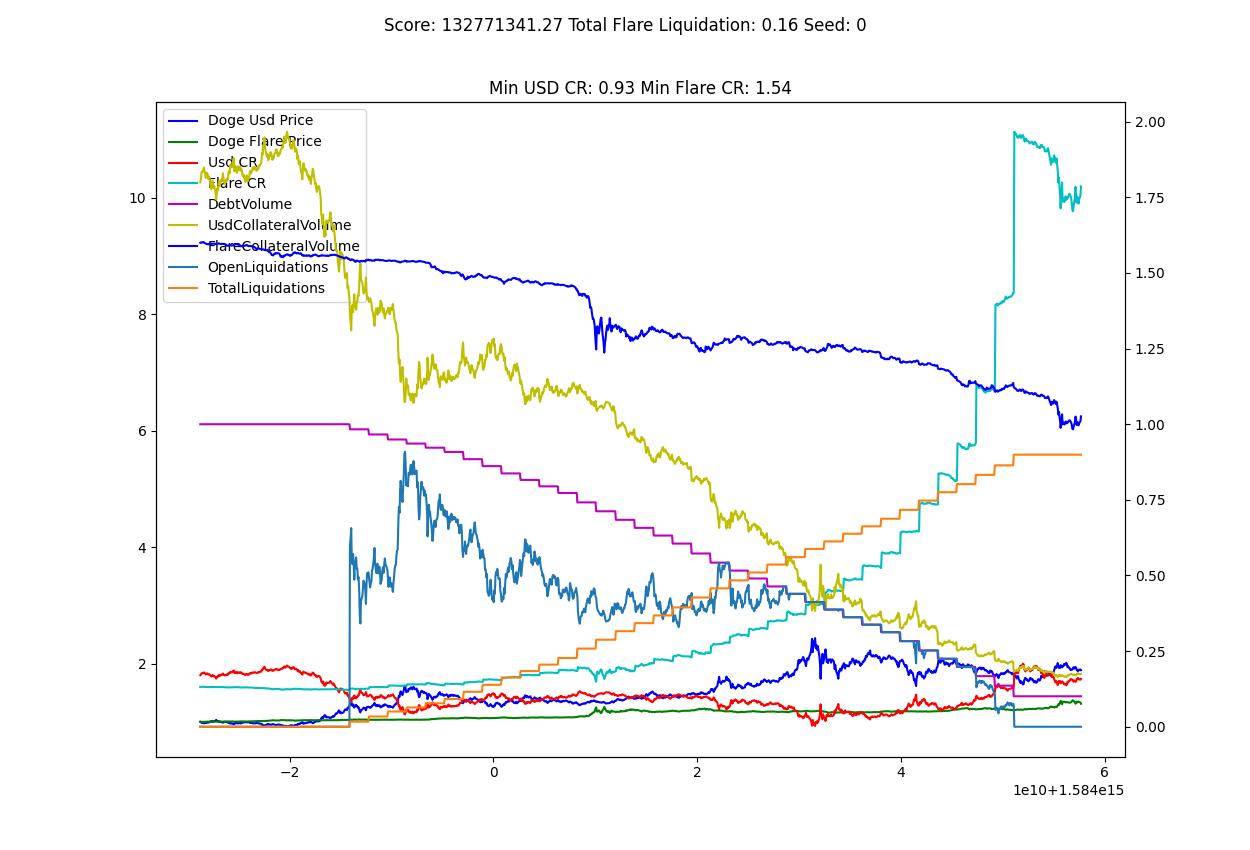 Score: 132771341.27 Total Flare Liquidation: 0.16 Seed: 0
Min USD CR: 0.93 Min Flare CR: 1.54
Doge Usd Price
Doge Flare Price
Usd CR
Flare CR
DebtVolume
UsdCollateralVolume
FlareCollateralVolume
OpenLiquidations
TotalLiquidations
10
8
6
4
2
2.00
1.75
1.50
1.25
1.00
0.75
0.50
0.25
0.00
−2
0
2
4
6
1e10+1.584e15